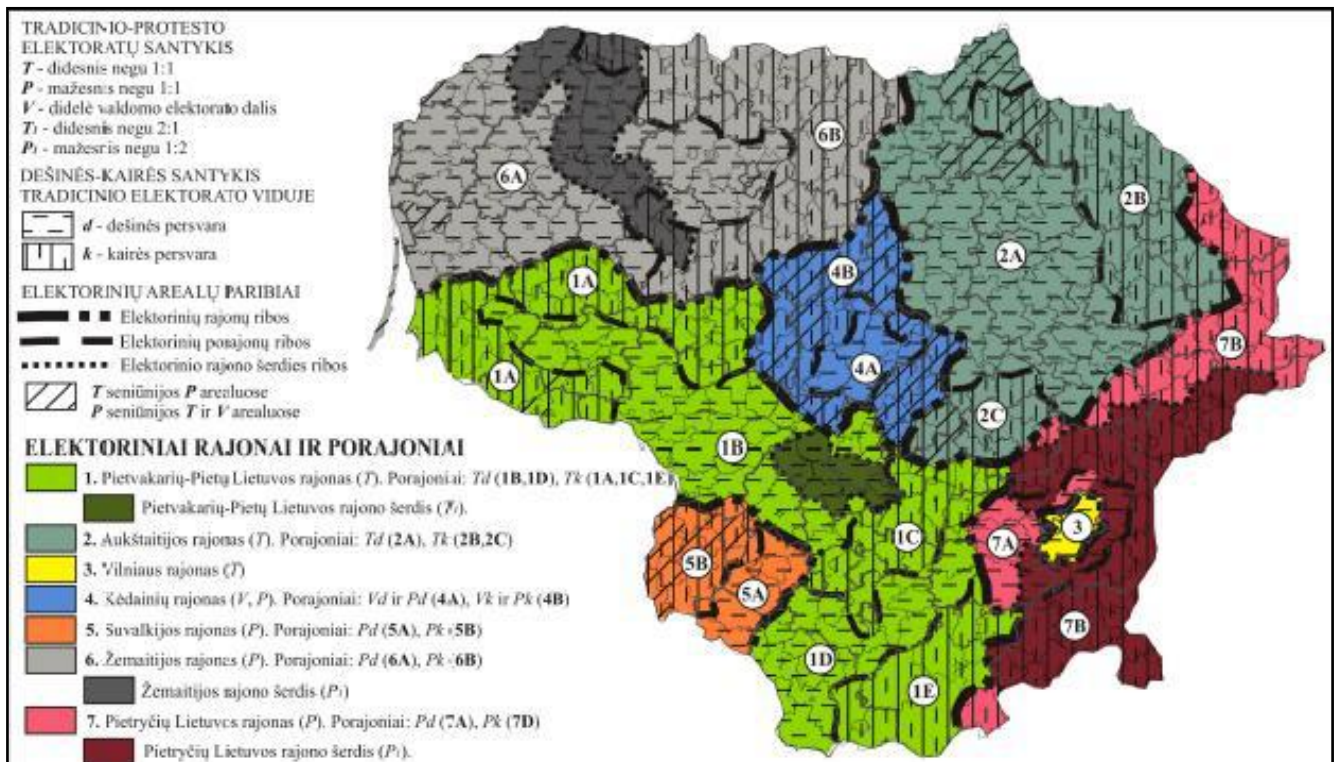 TRADICINIO-PROTESTO
ELEKTORATŲ SANTYKIS
T - didesnis negu 1:1
P - mažesnis negu 1:1
V - didelė valdomo elektorato dalis
T₁ - didesnis negu 2:1
P₁ - mažesnis negu 1:2
DEŠINĖS-KAIRĖS SANTYKIS
TRADICINIO ELEKTORATO VIDUJE
d - dešinės persvara
k - kairės persvara
ELEKTORINIŲ AREALŲ PARIBIAI
Elektorinių rajonų ribos
Elektorinių porajonių ribos
Elektorinio rajono šerdies ribos
T seniūnijos P arealuose
P seniūnijos T ir V arealuose
ELEKTORINIAI RAJONAI IR PORAJONIAI
1. Pietvakarių-Pietų Lietuvos rajonas (T). Porajoniai: Td (1B,1D), Tk (1A,1C,1E)
Pietvakarių-Pietų Lietuvos rajono šerdis (T₁).
2. Aukštaitijos rajonas (T). Porajoniai: Td (2A), Tk (2B,2C)
3. Vilniaus rajonas (T)
4. Kėdainių rajonas (V, P). Porajoniai: Vd ir Pd (4A), Vk ir Pk (4B)
5. Suvalkijos rajonas (P). Porajoniai: Pd (5A), Pk (5B)
6. Žemaitijos rajonas (P). Porajoniai: Pd (6A), Pk (6B)
Žemaitijos rajono šerdis (P₁)
7. Pietryčių Lietuvos rajonas (P). Porajoniai: Pd (7A), Pk (7D)
Pietryčių Lietuvos rajono šerdis (P₁).
6B
6A
2B
2A
4B
1A
7B
4A
1A
2C
1B
3
1C
7A
5B
5A
7B
1D
1E